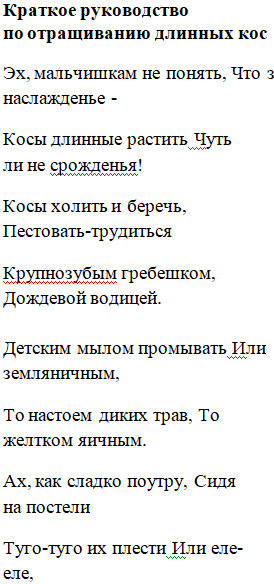 Краткое руководство
по отращиванию длинных кос
Эх, мальчишкам не понять, Что з
наслажденье -
Косы длинные растить Чуть
ли не срожденья!
Косы холить и беречь,
Пестовать-трудиться
Крупнозубым гребешком,
Дождевой водицей.
Детским мылом промывать Или
земляничным,
То настоем диких трав, То
желтком яичным.
Ах, как сладко поутру, Сидя
на постели
Туго-туго их плести Или еле-
еле,